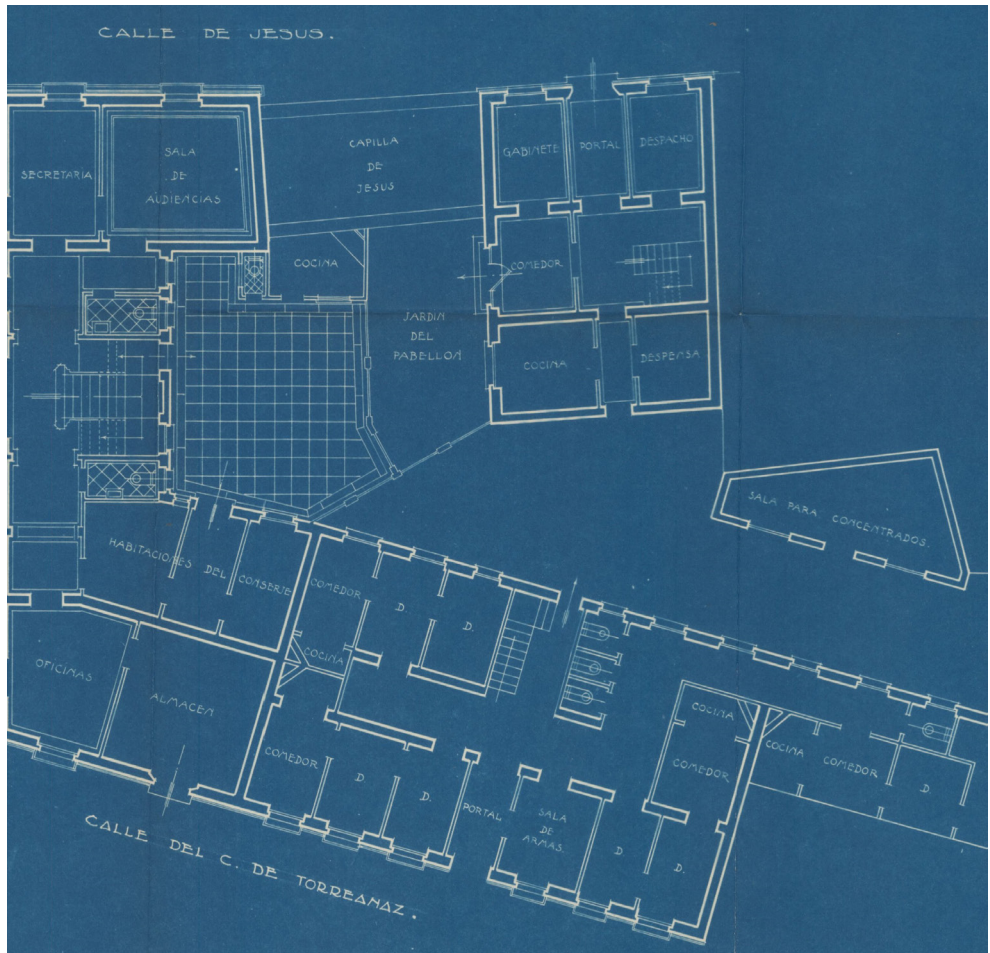 CALLE DE JESUS.
SECRETARIA
SALA
DE
AUDIENCIAS
CAPILLA
DE
JESUS
GABINETE
PORTAL
DESPACHO
COCINA
COMEDOR
JARDIN
DEL
PABELLON
COCINA
DESPENSA
SALA PARA CONCENTRADOS.
HABITACIONES DEL CONSERJE
COMEDOR
D.
D.
COCINA
OFICINAS
ALMACEN
COMEDOR
D.
D.
PORTAL
SALA
DE
ARMAS.
D.
D.
COCINA
COMEDOR
COCINA
COMEDOR
D.
CALLE DEL C. DE TORREANAZ.